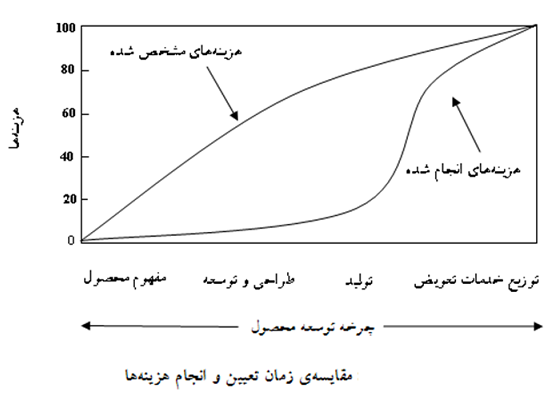 100
هزینه‌های مشخص شده
80
60
هزینه‌ها
40
هزینه‌های انجام شده
20
0
مفهوم محصول
طراحی و توسعه
تولید
توزیع خدمات تعویض
چرخه توسعه محصول
مقایسه‌ی زمان تعیین و انجام هزینه‌ها